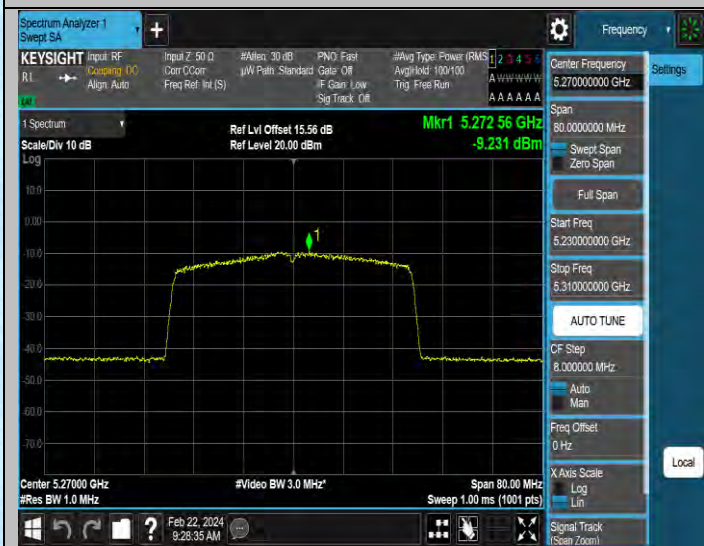 Spectrum Analyzer 1
Swept SA
+
Frequency
KEYSIGHT
RL
Input: RF
Coupling: DC
Align: Auto
Input Z: 50 Ω
Corr CCorr
Freq Ref: Int (S)
#Atten: 30 dB
µW Path: Standard
PNO: Fast
Gate: Off
IF Gain: Low
Sig Track: Off
#Avg Type: Power (RMS
Avg|Hold: 100/100
Trig: Free Run
1 2 3 4 5 6
A W W W W W
A A A A A A
1 Spectrum
Scale/Div 10 dB
Ref Lvl Offset 15.56 dB
Ref Level 20.00 dBm
Mkr1 5.272 56 GHz
-9.231 dBm
Log
10.0
0.00
-10.0
-20.0
-30.0
-40.0
-50.0
-60.0
-70.0
1
Center 5.27000 GHz
#Res BW 1.0 MHz
#Video BW 3.0 MHz*
Span 80.00 MHz
Sweep 1.00 ms (1001 pts)
Center Frequency
5.270000000 GHz
Settings
Span
80.0000000 MHz
Swept Span
Zero Span
Full Span
Start Freq
5.230000000 GHz
Stop Freq
5.310000000 GHz
AUTO TUNE
CF Step
8.000000 MHz
Auto
Man
Freq Offset
0 Hz
X Axis Scale
Log
Lin
Local
Signal Track
(Span Zoom)
?
Feb 22, 2024
9:28:35 AM